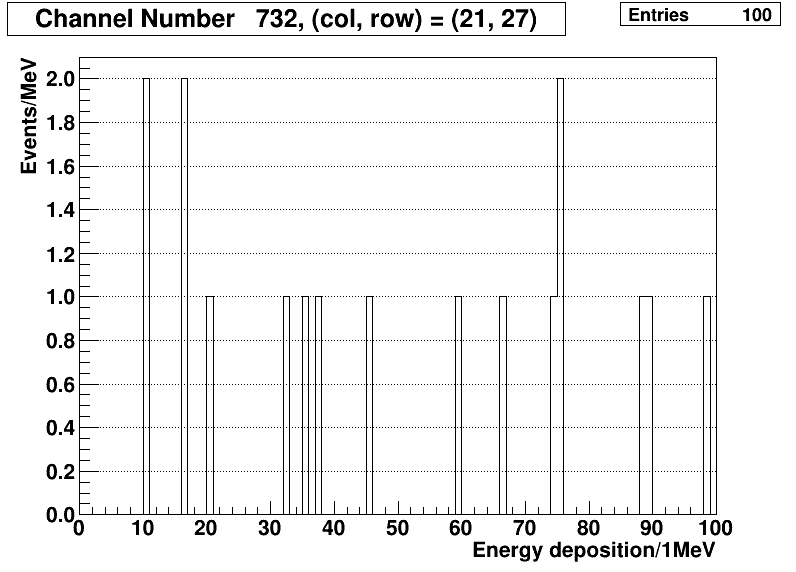 Channel Number 732, (col, row) = (21, 27)
Entries 100
Events/MeV
2.0
1.8
1.6
1.4
1.2
1.0
0.8
0.6
0.4
0.2
0.0
0 10 20 30 40 50 60 70 80 90 100
Energy deposition/1MeV